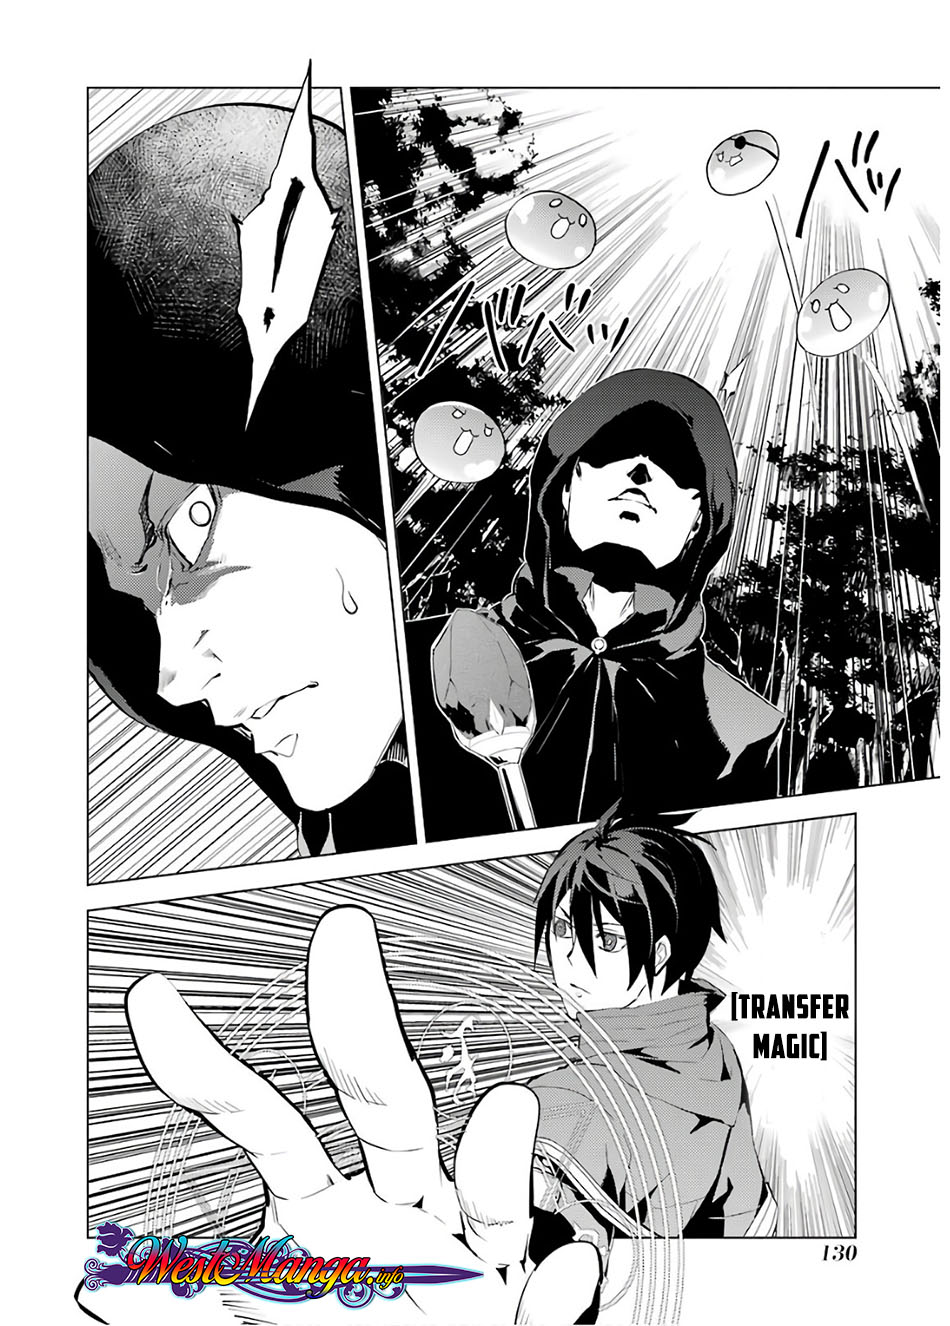 バッ
ババッ
!
[TRANSFER
MAGIC]
130
WestManga.info